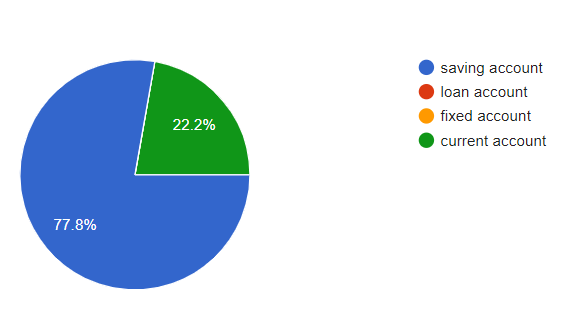 saving account
loan account
fixed account
current account
22.2%
77.8%